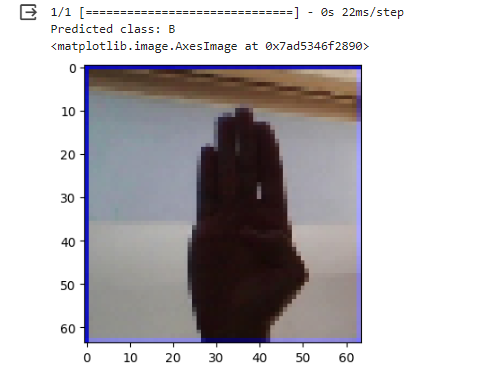 1/1 [==============================] - 0s 22ms/step
Predicted class: B
<matplotlib.image.AxesImage at 0x7ad5346f2890>
0
10
20
30
40
50
60
0 10 20 30 40 50 60